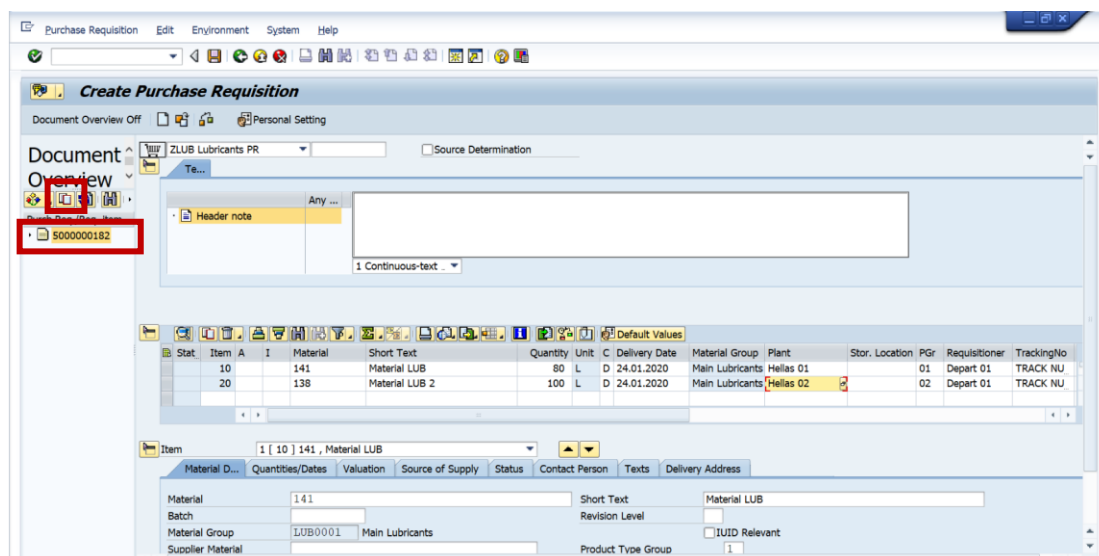 Purchase Requisition Edit Environment System Help
Create Purchase Requisition
Document Overview Off Personal Setting
Document Overview
ZLUB Lubricants PR Source Determination
Te...
Any ...
Header note
5000000182
1 Continuous-text ..
Default Values
Stat Item A I Material Short Text Quantity Unit C Delivery Date Material Group Plant Stor. Location PGr Requisitioner TrackingNo
10 141 Material LUB 80 L D 24.01.2020 Main Lubricants Hellas 01 01 Depart 01 TRACK NU
20 138 Material LUB 2 100 L D 24.01.2020 Main Lubricants Hellas 02 02 Depart 01 TRACK NU
Item 1 [ 10 ] 141 , Material LUB
Material D... Quantities/Dates Valuation Source of Supply Status Contact Person Texts Delivery Address
Material 141 Short Text Material LUB
Batch Revision Level
Material Group LUB0001 Main Lubricants IUID Relevant
Supplier Material Product Type Group 1